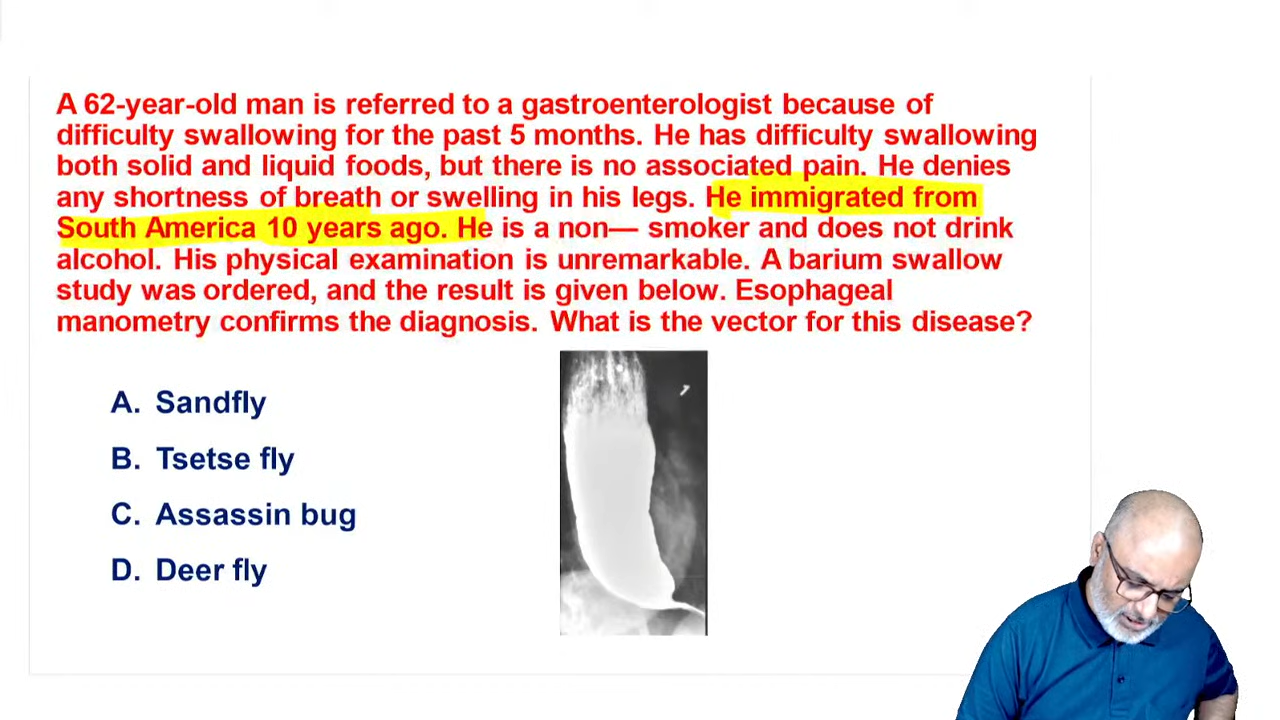 A 62-year-old man is referred to a gastroenterologist because of
difficulty swallowing for the past 5 months. He has difficulty swallowing
both solid and liquid foods, but there is no associated pain. He denies
any shortness of breath or swelling in his legs. He immigrated from
South America 10 years ago. He is a non— smoker and does not drink
alcohol. His physical examination is unremarkable. A barium swallow
study was ordered, and the result is given below. Esophageal
manometry confirms the diagnosis. What is the vector for this disease?
A. Sandfly
B. Tsetse fly
C. Assassin bug
D. Deer fly